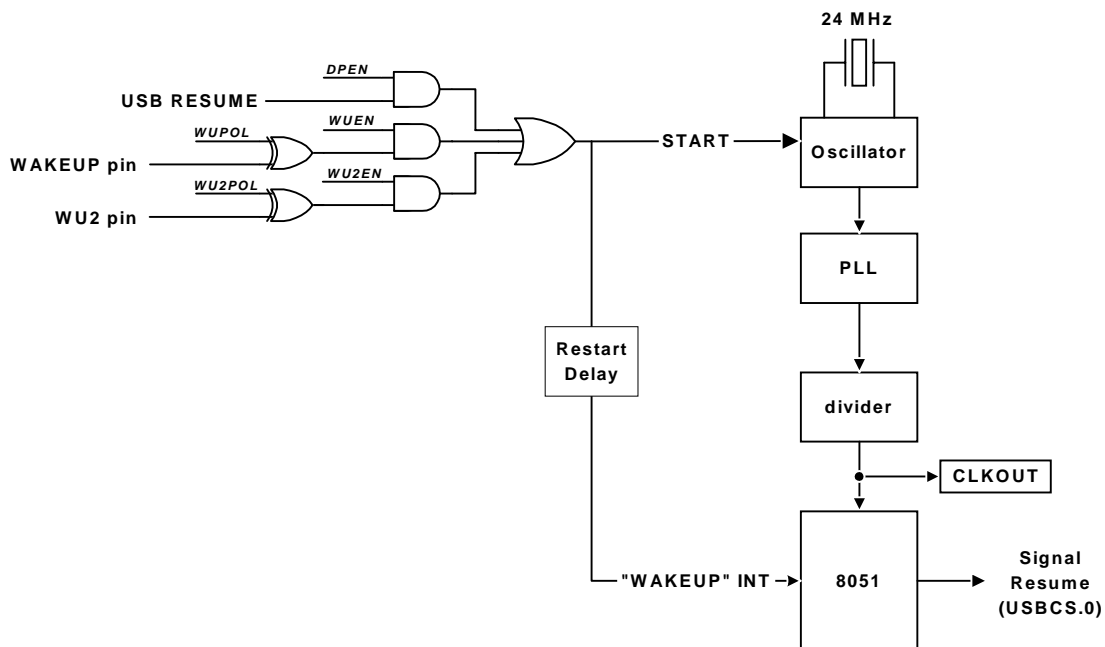 24 MHz
DPEN
USB RESUME
WUPOL
WUEN
WAKEUP pin
START
Oscillator
WU2POL
WU2EN
WU2 pin
PLL
Restart
Delay
divider
CLKOUT
"WAKEUP" INT
8051
Signal
Resume
(USBCS.0)